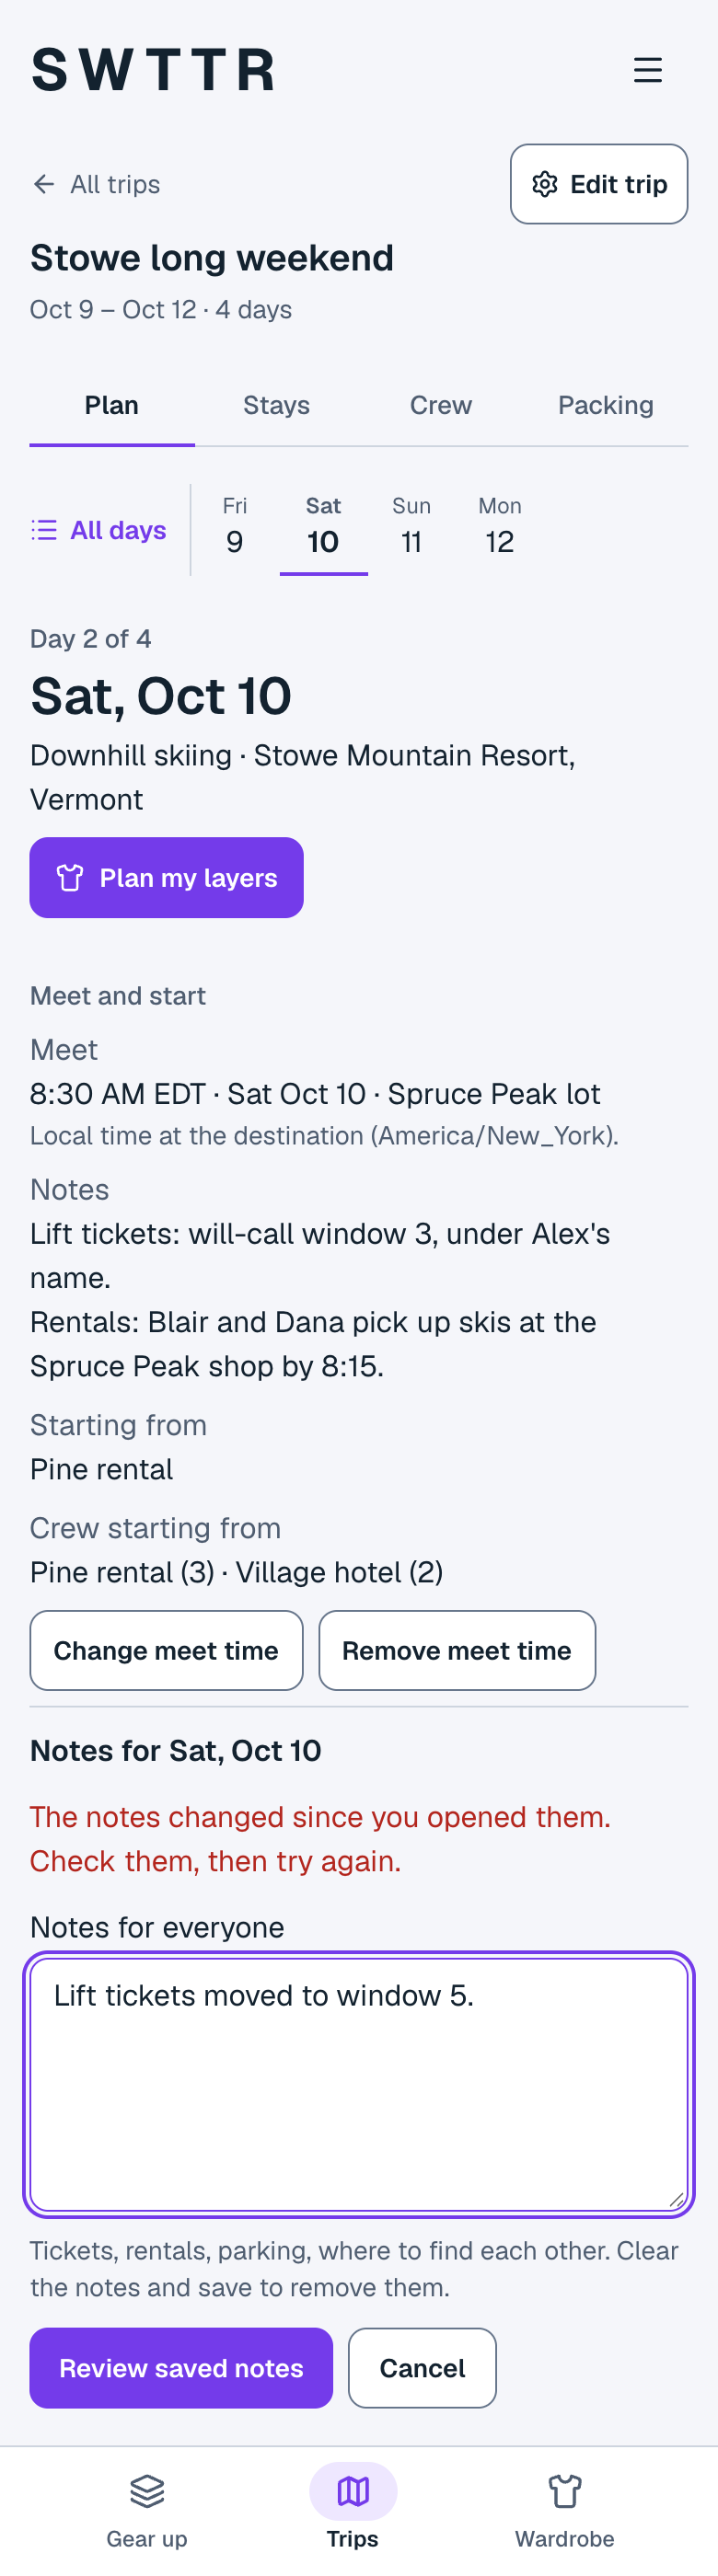 SWTTR
All trips
Edit trip
Stowe long weekend
Oct 9 – Oct 12 · 4 days
Plan Stays Crew Packing
All days
Fri 9
Sat 10
Sun 11
Mon 12
Day 2 of 4
Sat, Oct 10
Downhill skiing · Stowe Mountain Resort,
Vermont
Plan my layers
Meet and start
Meet
8:30 AM EDT · Sat Oct 10 · Spruce Peak lot
Local time at the destination (America/New_York).
Notes
Lift tickets: will-call window 3, under Alex's
name.
Rentals: Blair and Dana pick up skis at the
Spruce Peak shop by 8:15.
Starting from
Pine rental
Crew starting from
Pine rental (3) · Village hotel (2)
Change meet time
Remove meet time
Notes for Sat, Oct 10
The notes changed since you opened them.
Check them, then try again.
Notes for everyone
Lift tickets moved to window 5.
Tickets, rentals, parking, where to find each other. Clear
the notes and save to remove them.
Review saved notes
Cancel
Gear up
Trips
Wardrobe